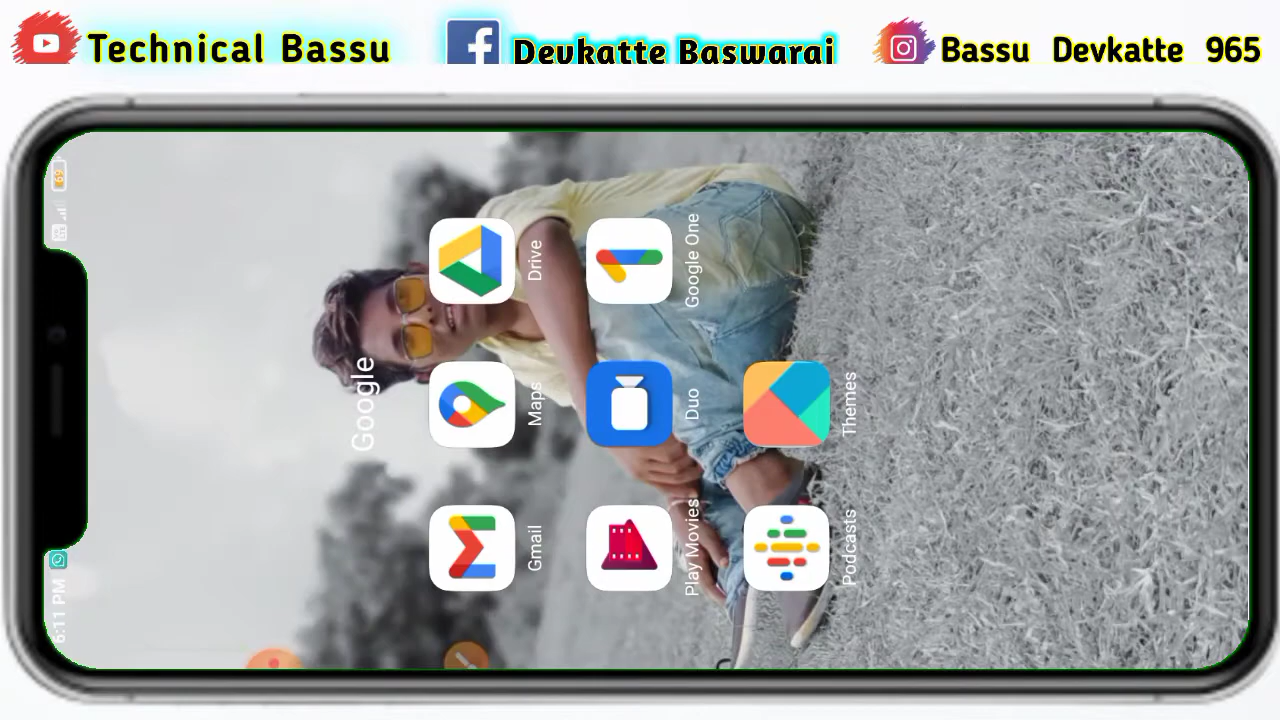 Technical Bassu
Devkatte Baswaraj
Bassu Devkatte 965
6:11 PM
69
Google
Gmail
Maps
Drive
Play Movies
Duo
Google One
Podcasts
Themes